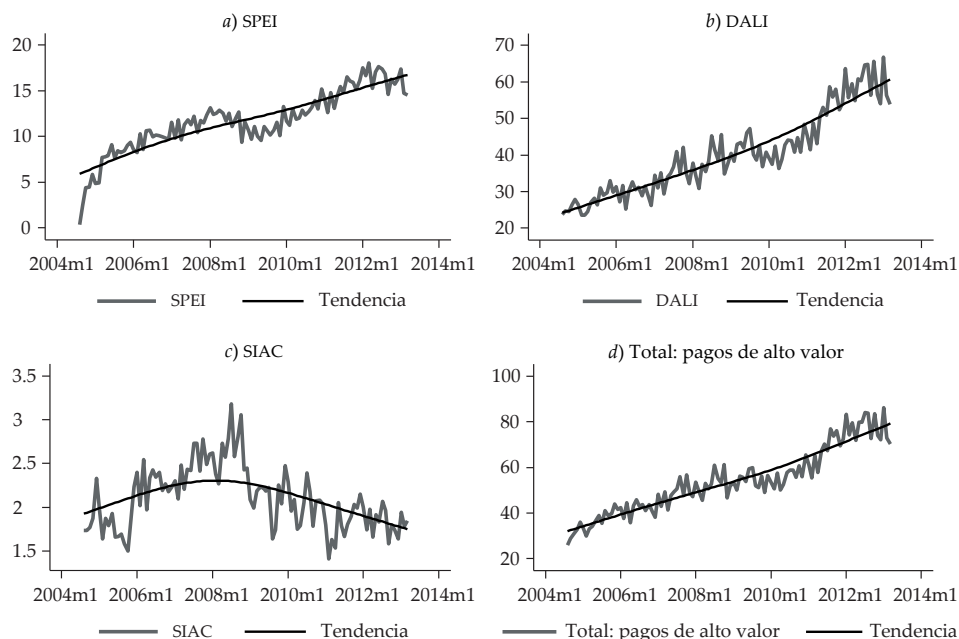 a) SPEI
20
15
10
5
0
2004m1 2006m1 2008m1 2010m1 2012m1 2014m1
SPEI Tendencia
b) DALI
70
60
50
40
30
20
2004m1 2006m1 2008m1 2010m1 2012m1 2014m1
DALI Tendencia
c) SIAC
3.5
3
2.5
2
1.5
2004m1 2006m1 2008m1 2010m1 2012m1 2014m1
SIAC Tendencia
d) Total: pagos de alto valor
100
80
60
40
20
2004m1 2006m1 2008m1 2010m1 2012m1 2014m1
Total: pagos de alto valor Tendencia